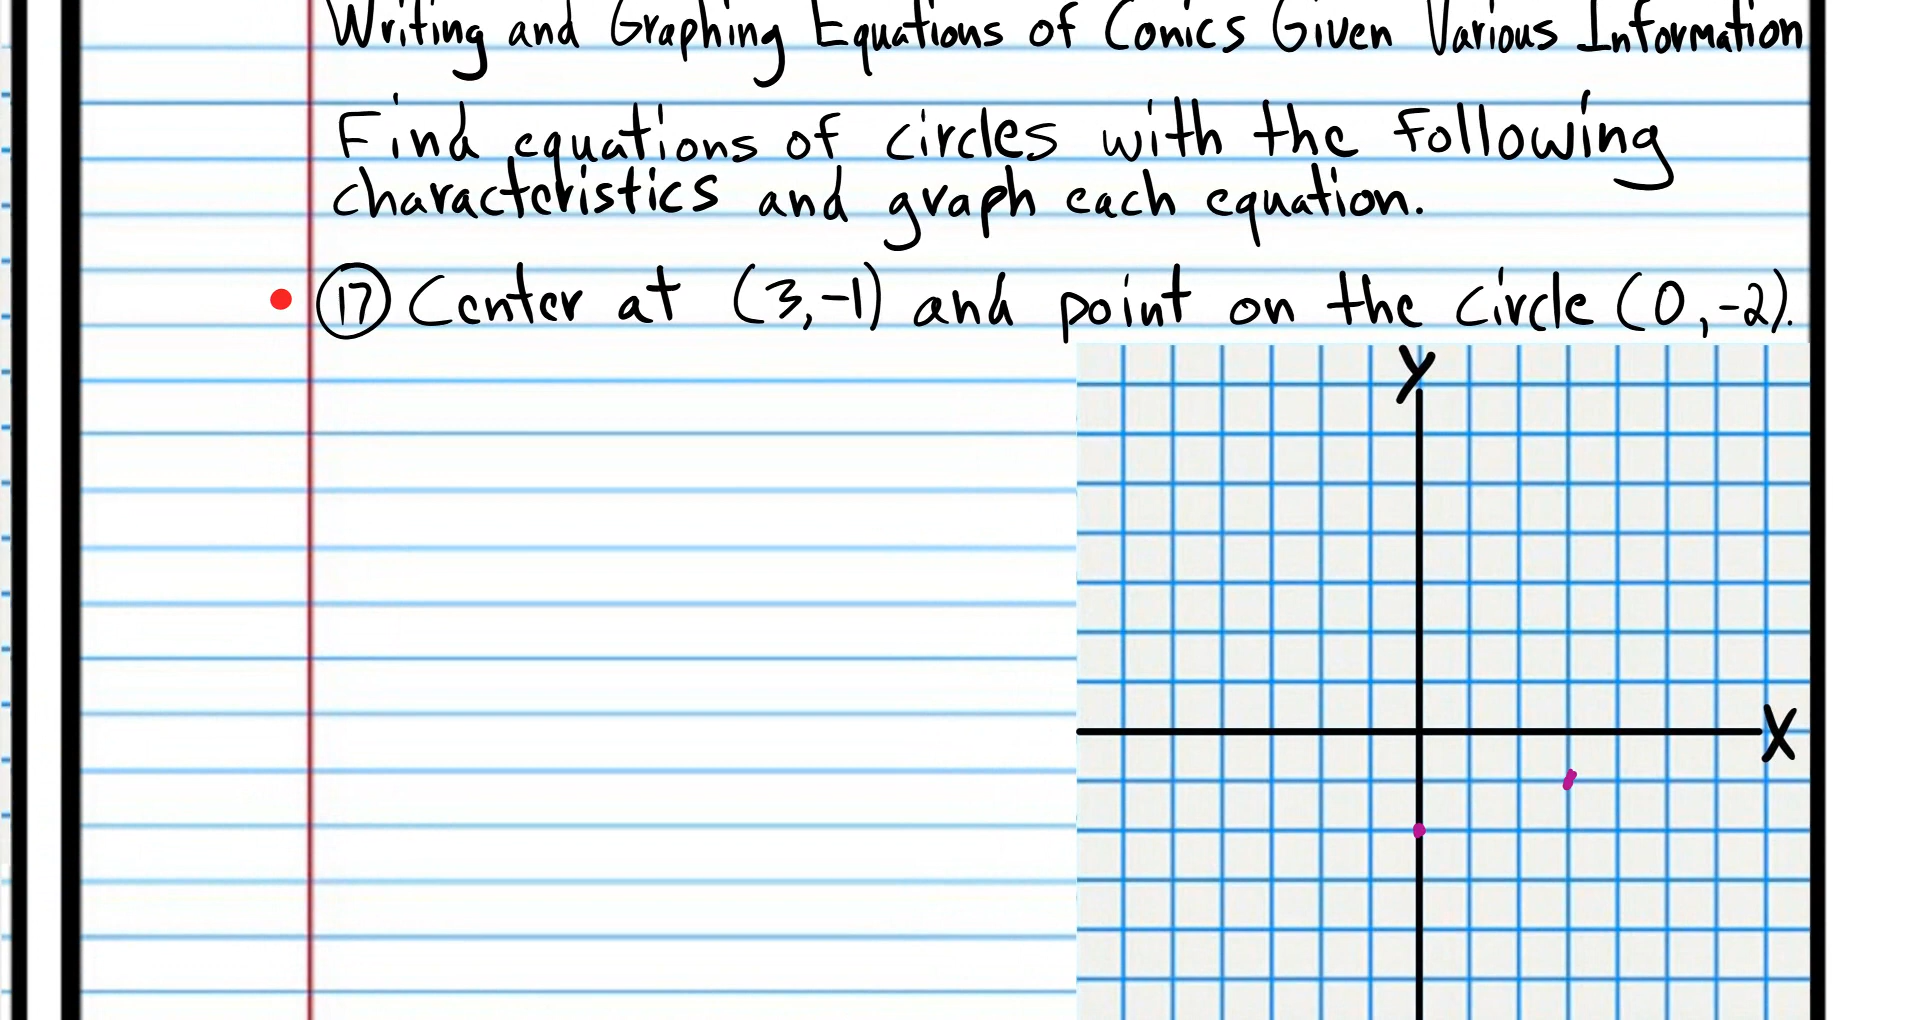 Writing and Graphing Equations of Conics Given Various Information
Find equations of circles with the following
characteristics and graph each equation.
17 Center at (3,-1) and point on the circle (0,-2).
y
x